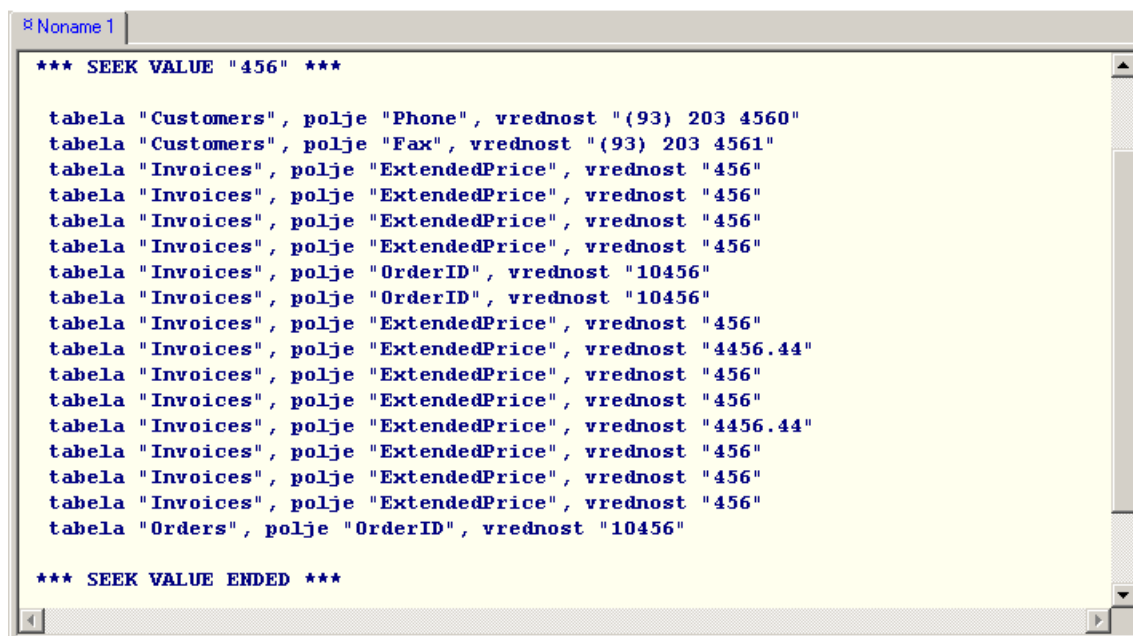 ¤ Noname 1
*** SEEK VALUE "456" ***
tabela "Customers", polje "Phone", vrednost "(93) 203 4560"
tabela "Customers", polje "Fax", vrednost "(93) 203 4561"
tabela "Invoices", polje "ExtendedPrice", vrednost "456"
tabela "Invoices", polje "ExtendedPrice", vrednost "456"
tabela "Invoices", polje "ExtendedPrice", vrednost "456"
tabela "Invoices", polje "ExtendedPrice", vrednost "456"
tabela "Invoices", polje "OrderID", vrednost "10456"
tabela "Invoices", polje "OrderID", vrednost "10456"
tabela "Invoices", polje "ExtendedPrice", vrednost "456"
tabela "Invoices", polje "ExtendedPrice", vrednost "4456.44"
tabela "Invoices", polje "ExtendedPrice", vrednost "456"
tabela "Invoices", polje "ExtendedPrice", vrednost "456"
tabela "Invoices", polje "ExtendedPrice", vrednost "4456.44"
tabela "Invoices", polje "ExtendedPrice", vrednost "456"
tabela "Invoices", polje "ExtendedPrice", vrednost "456"
tabela "Invoices", polje "ExtendedPrice", vrednost "456"
tabela "Orders", polje "OrderID", vrednost "10456"
*** SEEK VALUE ENDED ***